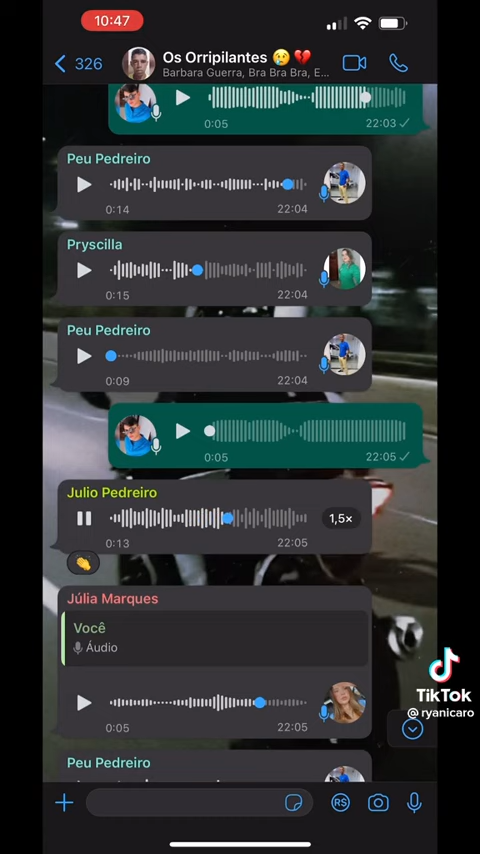 10:47
326
Os Orripilantes 😢💔
Barbara Guerra, Bra Bra Bra, E...
0:05
22:03
Peu Pedreiro
0:14
22:04
Pryscilla
0:15
22:04
Peu Pedreiro
0:09
22:04
0:05
22:05
Julio Pedreiro
1,5×
0:13
22:05
Júlia Marques
Você
Áudio
0:05
22:05
TikTok
@ryanicaro
Peu Pedreiro
R$